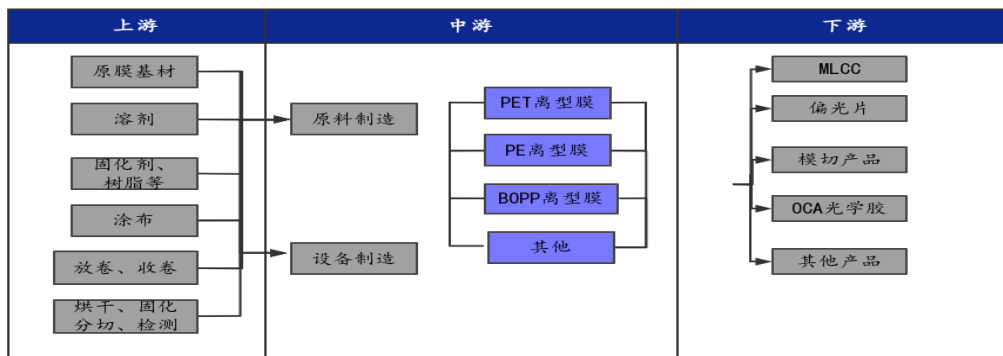 上游
中游
下游
原膜基材
溶剂
固化剂、
树脂等
涂布
放卷、收卷
烘干、固化
分切、检测
原料制造
设备制造
PET离型膜
PE离型膜
BOPP离型膜
其他
MLCC
偏光片
模切产品
OCA光学胶
其他产品